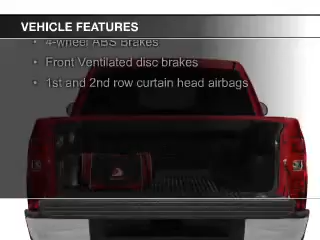 VEHICLE FEATURES
• 4-wheel ABS Brakes
• Front Ventilated disc brakes
• 1st and 2nd row curtain head airbags